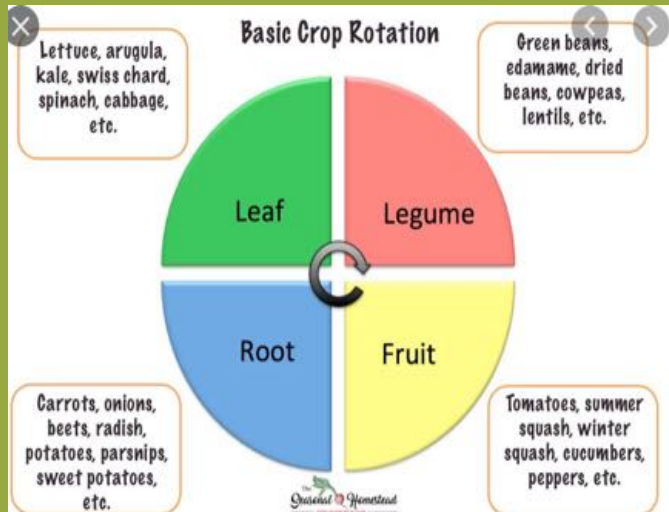 Basic Crop Rotation
Lettuce, arugula,
kale, swiss chard,
spinach, cabbage,
etc.
Green beans,
edamame, dried
beans, cowpeas,
lentils, etc.
Leaf
Legume
Root
Fruit
Carrots, onions,
beets, radish,
potatoes, parsnips,
sweet potatoes,
etc.
Tomatoes, summer
squash, winter
squash, cucumbers,
peppers, etc.
The
Seasonal Homestead